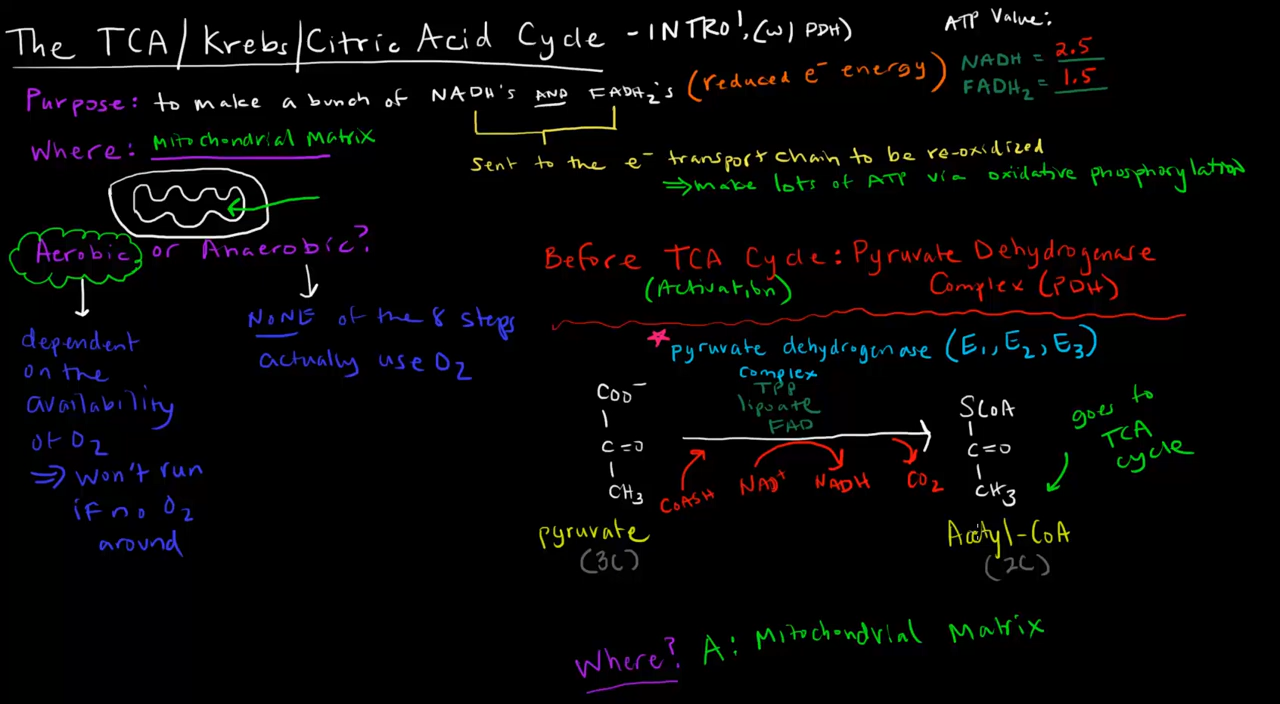 The TCA/Krebs/Citric Acid Cycle - INTRO! (w/ PDH)
ATP Value:
NADH = 2.5
FADH2 = 1.5
Purpose: to make a bunch of NADH's AND FADH2's (reduced e- energy)
Where: Mitochondrial Matrix
sent to the e- transport chain to be re-oxidized
⇒ make lots of ATP via oxidative phosphorylation
Aerobic or Anaerobic?
dependent
on the
availability
of O2
⇒ won't run
if no O2
around
NONE of the 8 steps
actually use O2
Before TCA Cycle: Pyruvate Dehydrogenase
(Activation) Complex (PDH)
pyruvate dehydrogenase (E1, E2, E3)
complex
TPP
lipoate
FAD
COO-
C=O
CH3
pyruvate
(3C)
CoASH NAD+ NADH CO2
SCoA
C=O
CH3
Acetyl-CoA
(2C)
goes to
TCA
cycle
Where? A: Mitochondrial Matrix